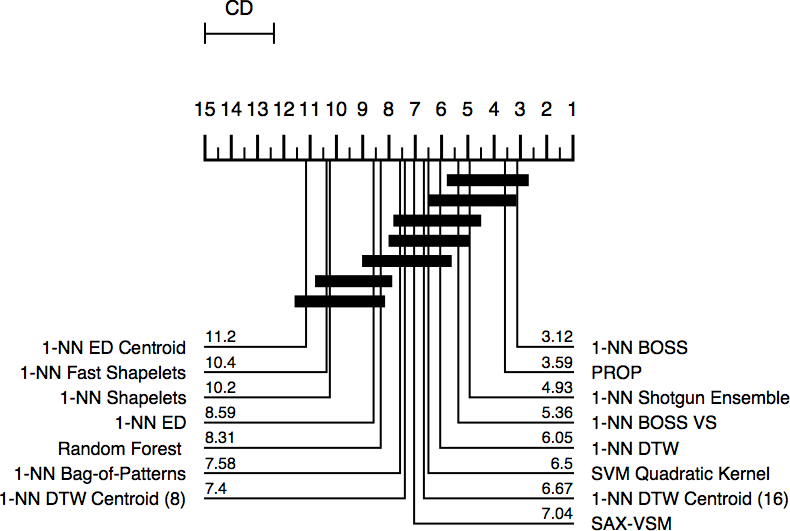 CD
15 14 13 12 11 10 9 8 7 6 5 4 3 2 1
11.2 3.12
1-NN ED Centroid 1-NN BOSS
10.4 3.59
1-NN Fast Shapelets PROP
10.2 4.93
1-NN Shapelets 1-NN Shotgun Ensemble
8.59 5.36
1-NN ED 1-NN BOSS VS
8.31 6.05
Random Forest 1-NN DTW
7.58 6.5
1-NN Bag-of-Patterns SVM Quadratic Kernel
7.4 6.67
1-NN DTW Centroid (8) 1-NN DTW Centroid (16)
7.04
SAX-VSM